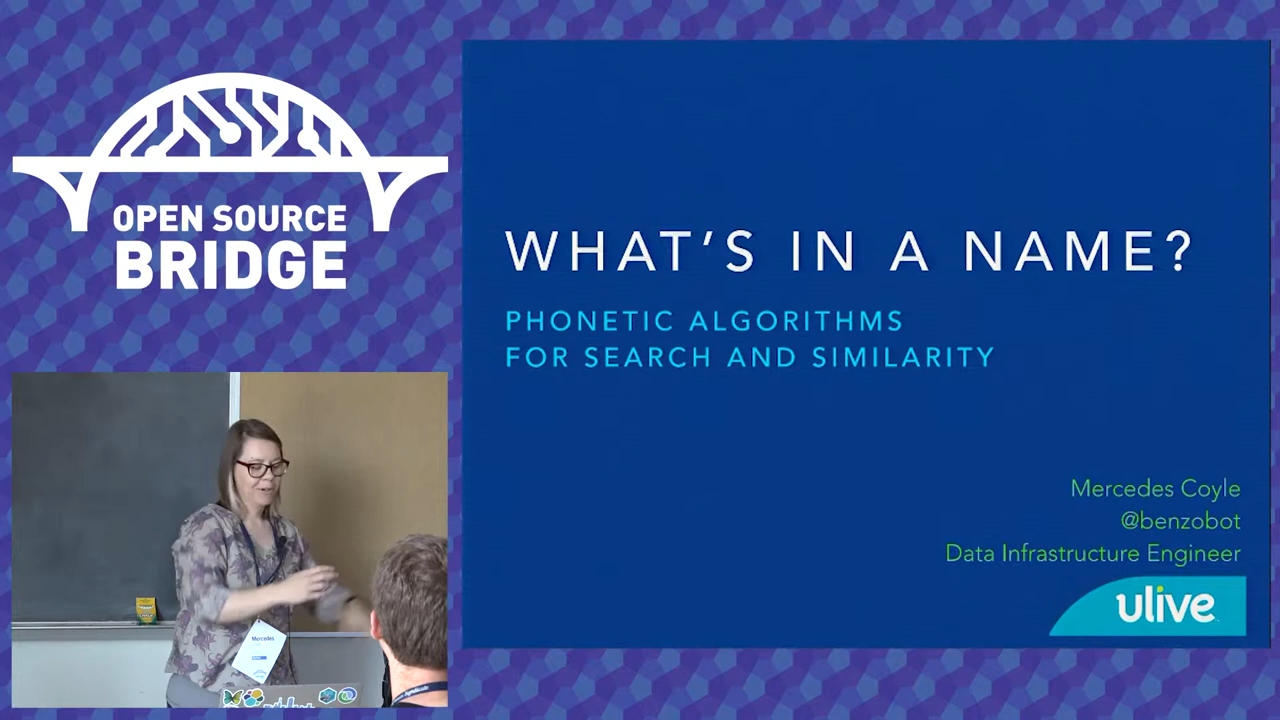 OPEN SOURCE
BRIDGE
WHAT'S IN A NAME?
PHONETIC ALGORITHMS
FOR SEARCH AND SIMILARITY
Mercedes Coyle
@benzobot
Data Infrastructure Engineer
ulive
Mercedes